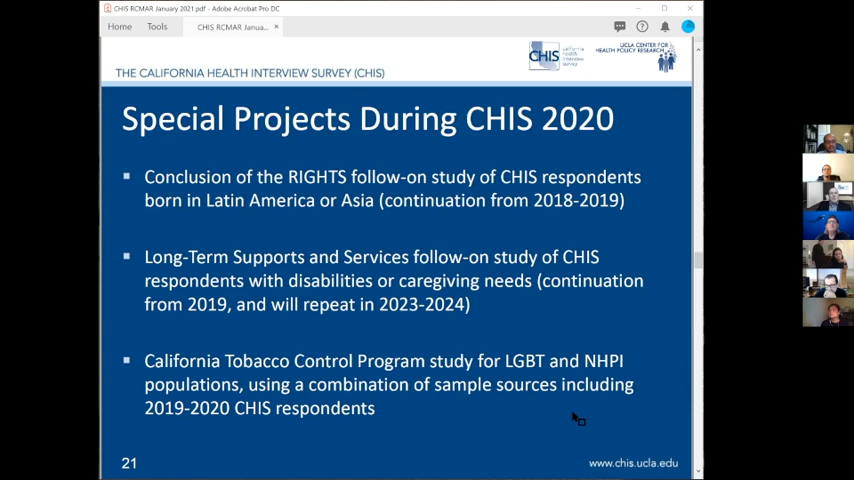 CHIS RCMAR January 2021.pdf - Adobe Acrobat Pro DC
Home Tools CHIS RCMAR Janua... ×
CHIS california health interview survey
UCLA CENTER FOR
HEALTH POLICY RESEARCH
THE CALIFORNIA HEALTH INTERVIEW SURVEY (CHIS)
Special Projects During CHIS 2020
Conclusion of the RIGHTS follow-on study of CHIS respondents
born in Latin America or Asia (continuation from 2018-2019)
Long-Term Supports and Services follow-on study of CHIS
respondents with disabilities or caregiving needs (continuation
from 2019, and will repeat in 2023-2024)
California Tobacco Control Program study for LGBT and NHPI
populations, using a combination of sample sources including
2019-2020 CHIS respondents
21
www.chis.ucla.edu